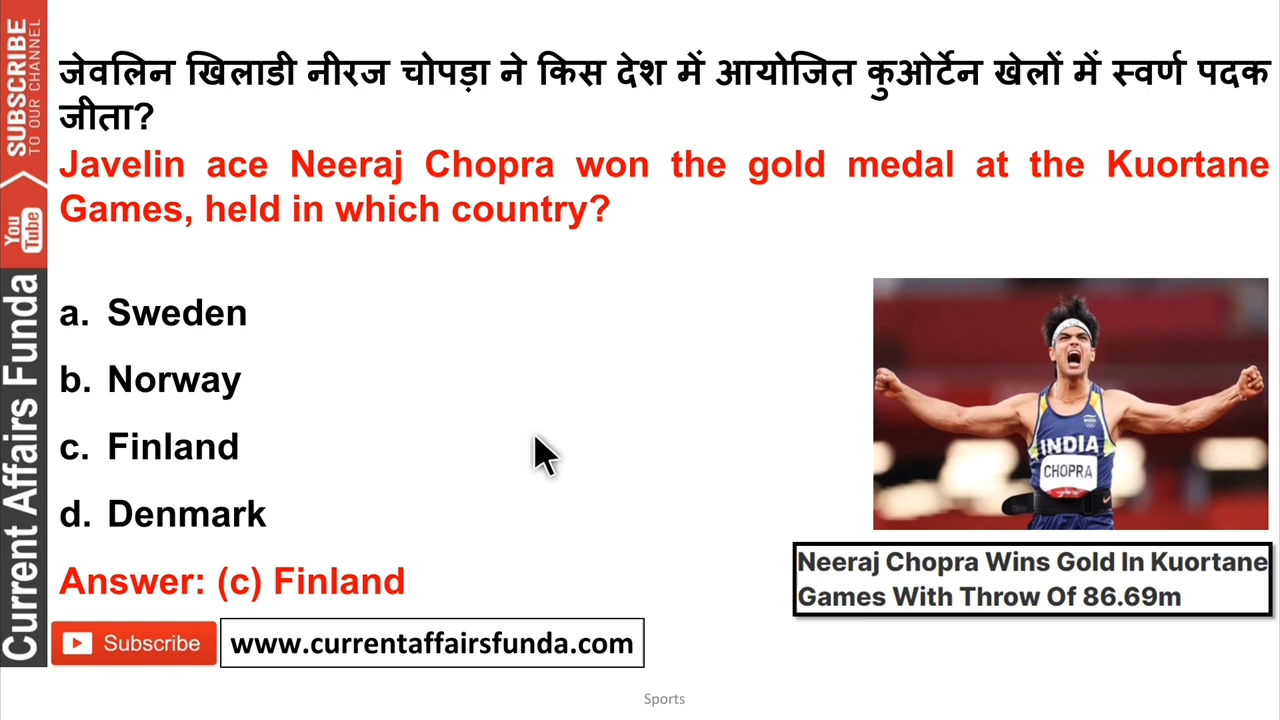 SUBSCRIBE
TO OUR CHANNEL
You
Tube
Current Affairs Funda
जेवलिन खिलाडी नीरज चोपड़ा ने किस देश में आयोजित कुओर्टेन खेलों में स्वर्ण पदक
जीता?
Javelin ace Neeraj Chopra won the gold medal at the Kuortane
Games, held in which country?
a. Sweden
b. Norway
c. Finland
d. Denmark
Answer: (c) Finland
INDIA
CHOPRA
Neeraj Chopra Wins Gold In Kuortane
Games With Throw Of 86.69m
Subscribe
www.currentaffairsfunda.com
Sports